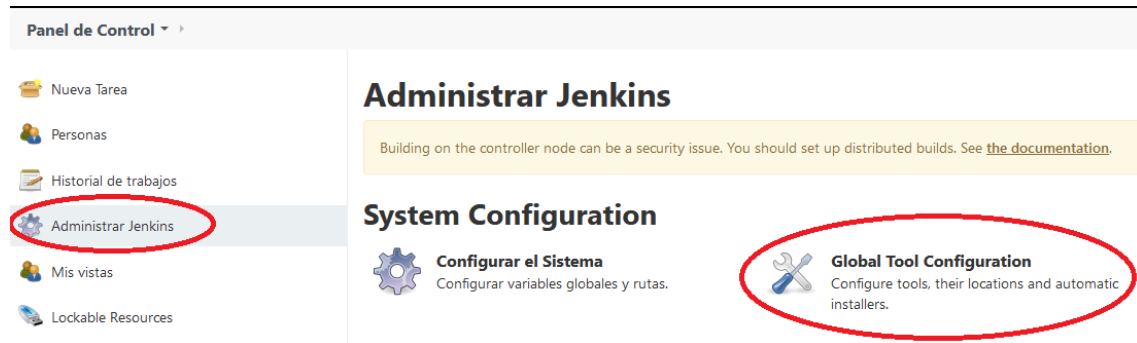 Panel de Control
Nueva Tarea
Personas
Historial de trabajos
Administrar Jenkins
Mis vistas
Lockable Resources
Administrar Jenkins
Building on the controller node can be a security issue. You should set up distributed builds. See the documentation.
System Configuration
Configurar el Sistema
Configurar variables globales y rutas.
Global Tool Configuration
Configure tools, their locations and automatic
installers.